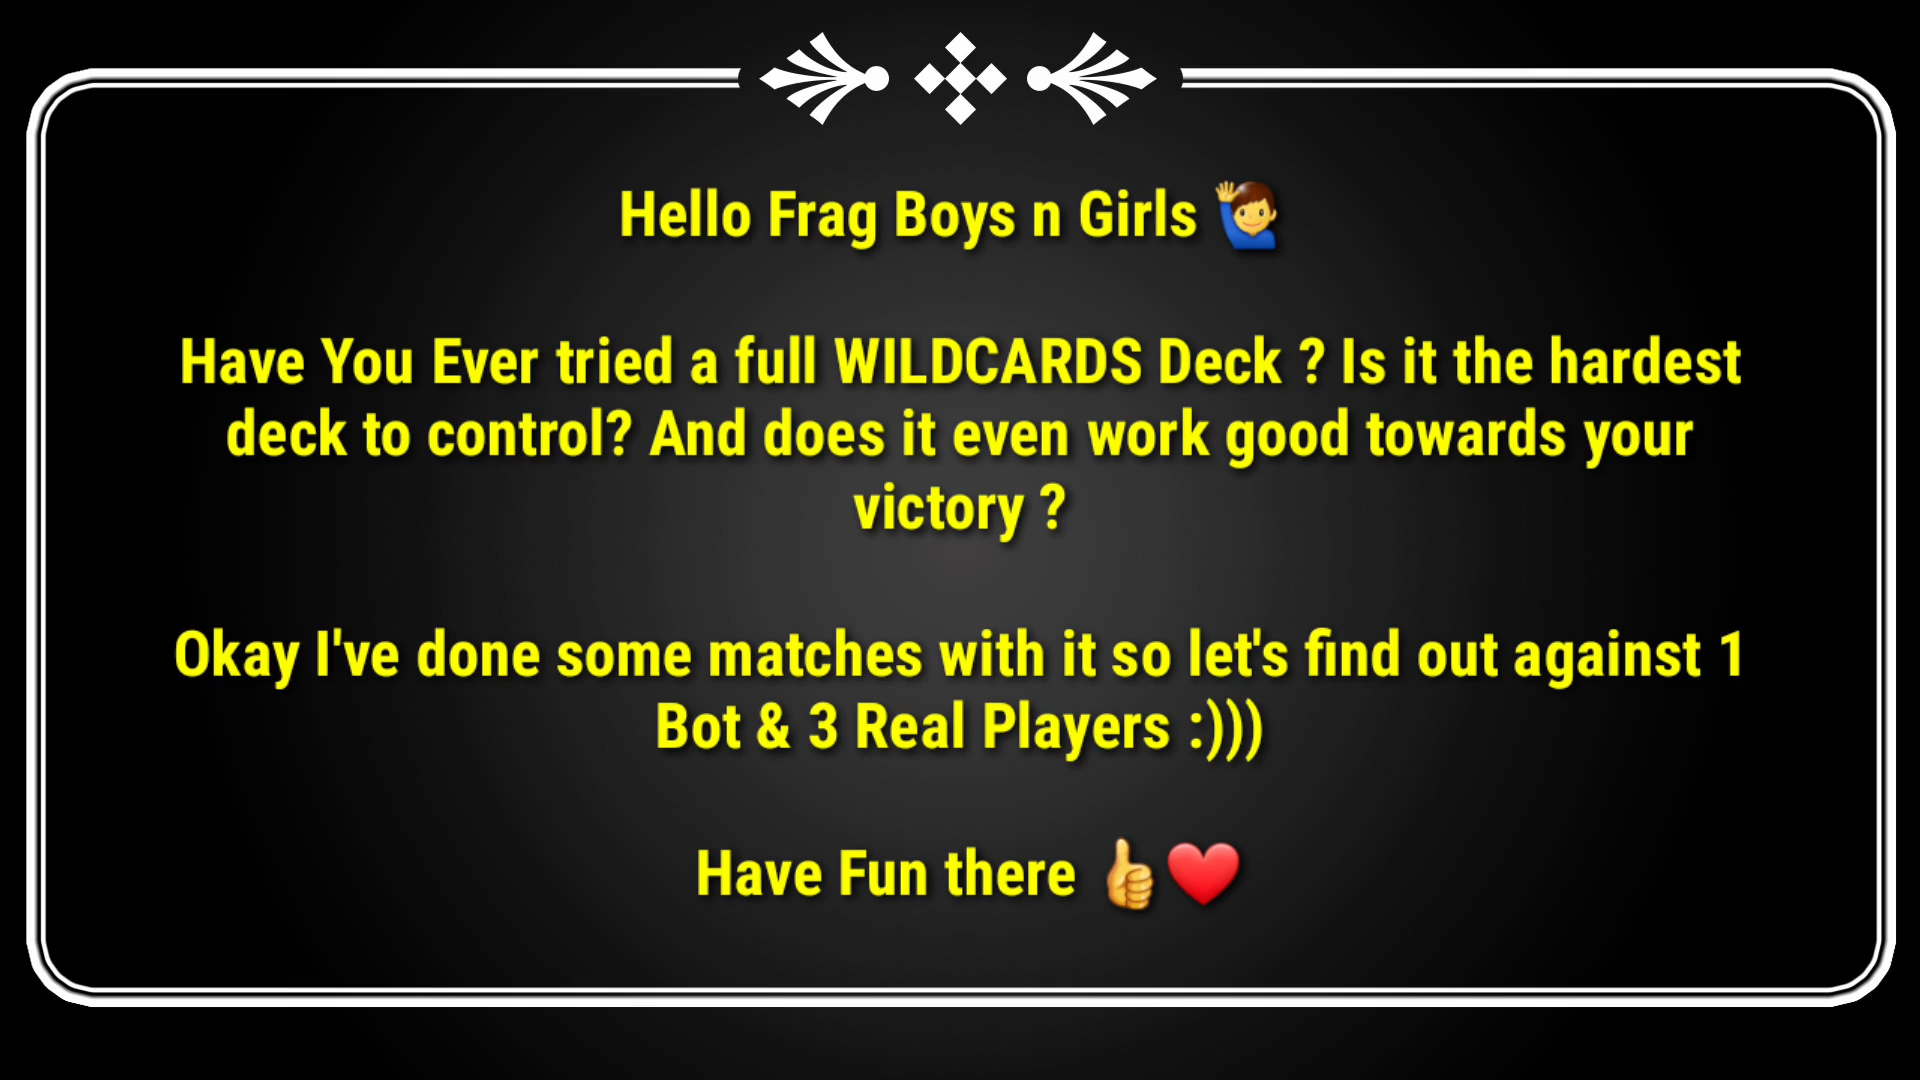 Hello Frag Boys n Girls 🙋‍♂️
Have You Ever tried a full WILDCARDS Deck ? Is it the hardest
deck to control? And does it even work good towards your
victory ?
Okay I've done some matches with it so let's find out against 1
Bot & 3 Real Players :)))
Have Fun there 👍❤️